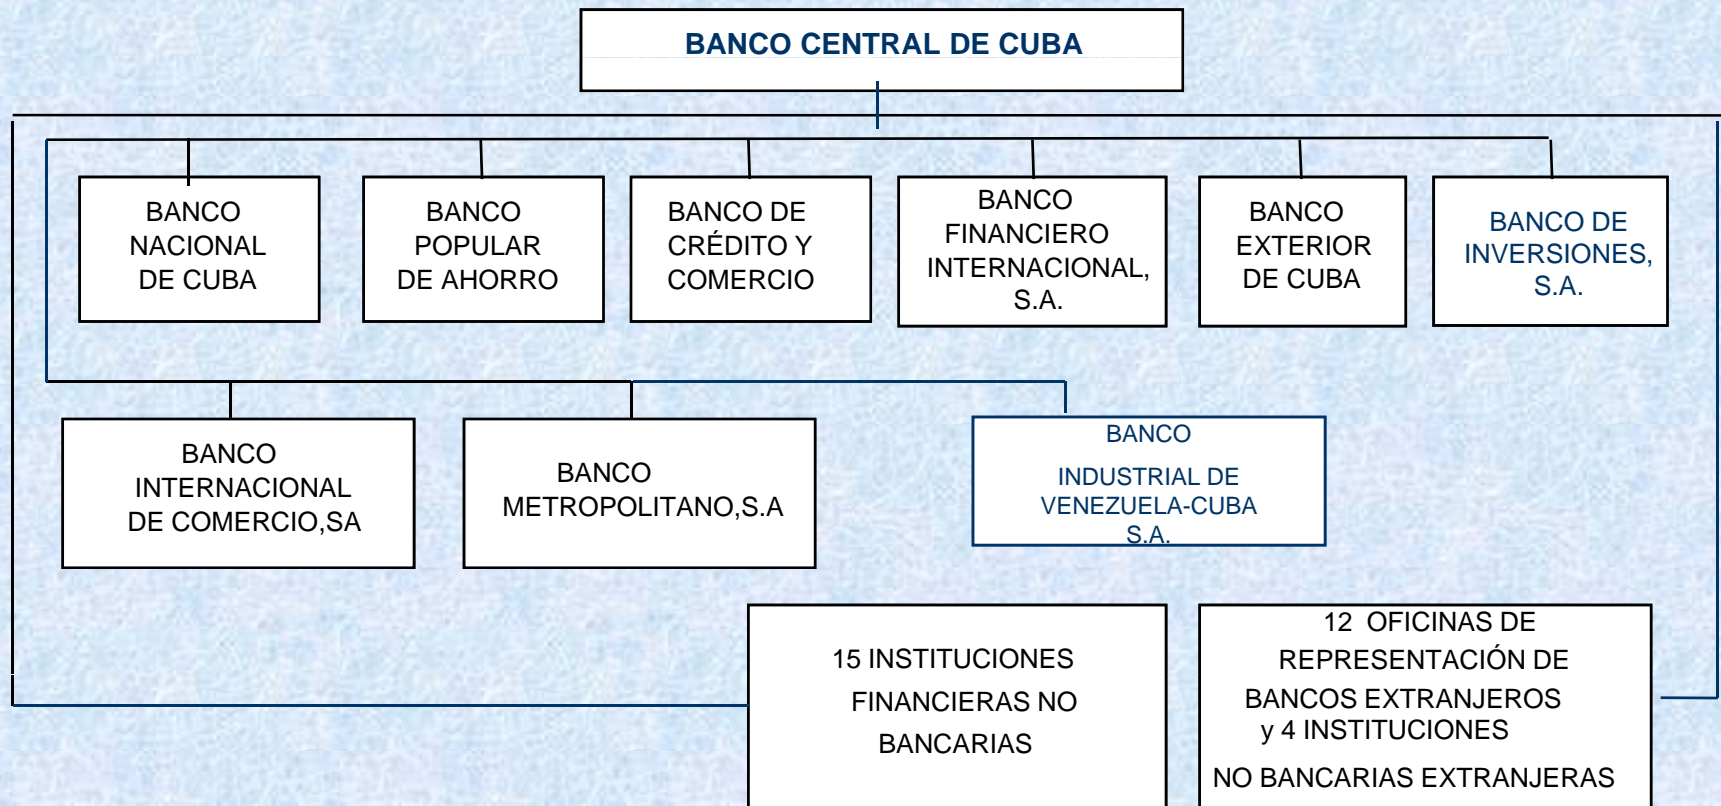 BANCO CENTRAL DE CUBA
BANCO
NACIONAL
DE CUBA
BANCO
POPULAR
DE AHORRO
BANCO DE
CRÉDITO Y
COMERCIO
BANCO
FINANCIERO
INTERNACIONAL,
S.A.
BANCO
EXTERIOR
DE CUBA
BANCO DE
INVERSIONES,
S.A.
BANCO
INTERNACIONAL
DE COMERCIO,SA
BANCO
METROPOLITANO,S.A
BANCO
INDUSTRIAL DE
VENEZUELA-CUBA
S.A.
15 INSTITUCIONES
FINANCIERAS NO
BANCARIAS
12 OFICINAS DE
REPRESENTACIÓN DE
BANCOS EXTRANJEROS
y 4 INSTITUCIONES
NO BANCARIAS EXTRANJERAS